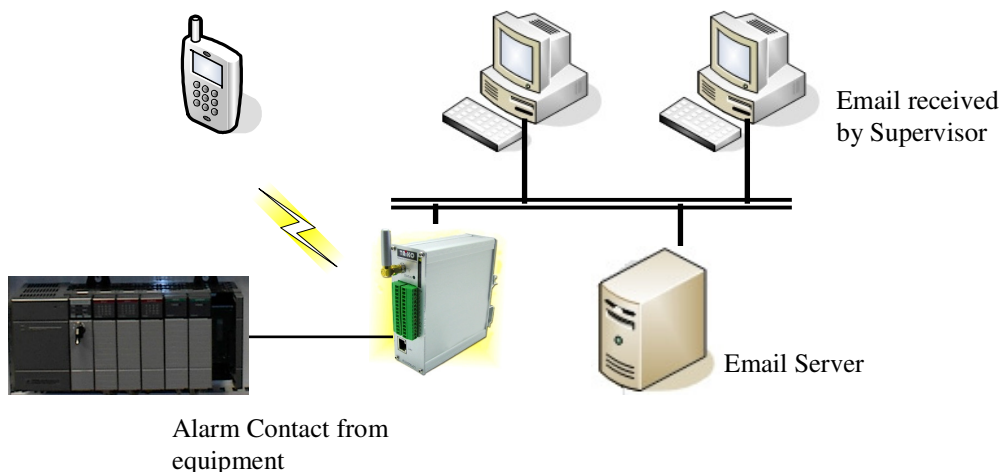 Email received
by Supervisor
Email Server
Alarm Contact from
equipment